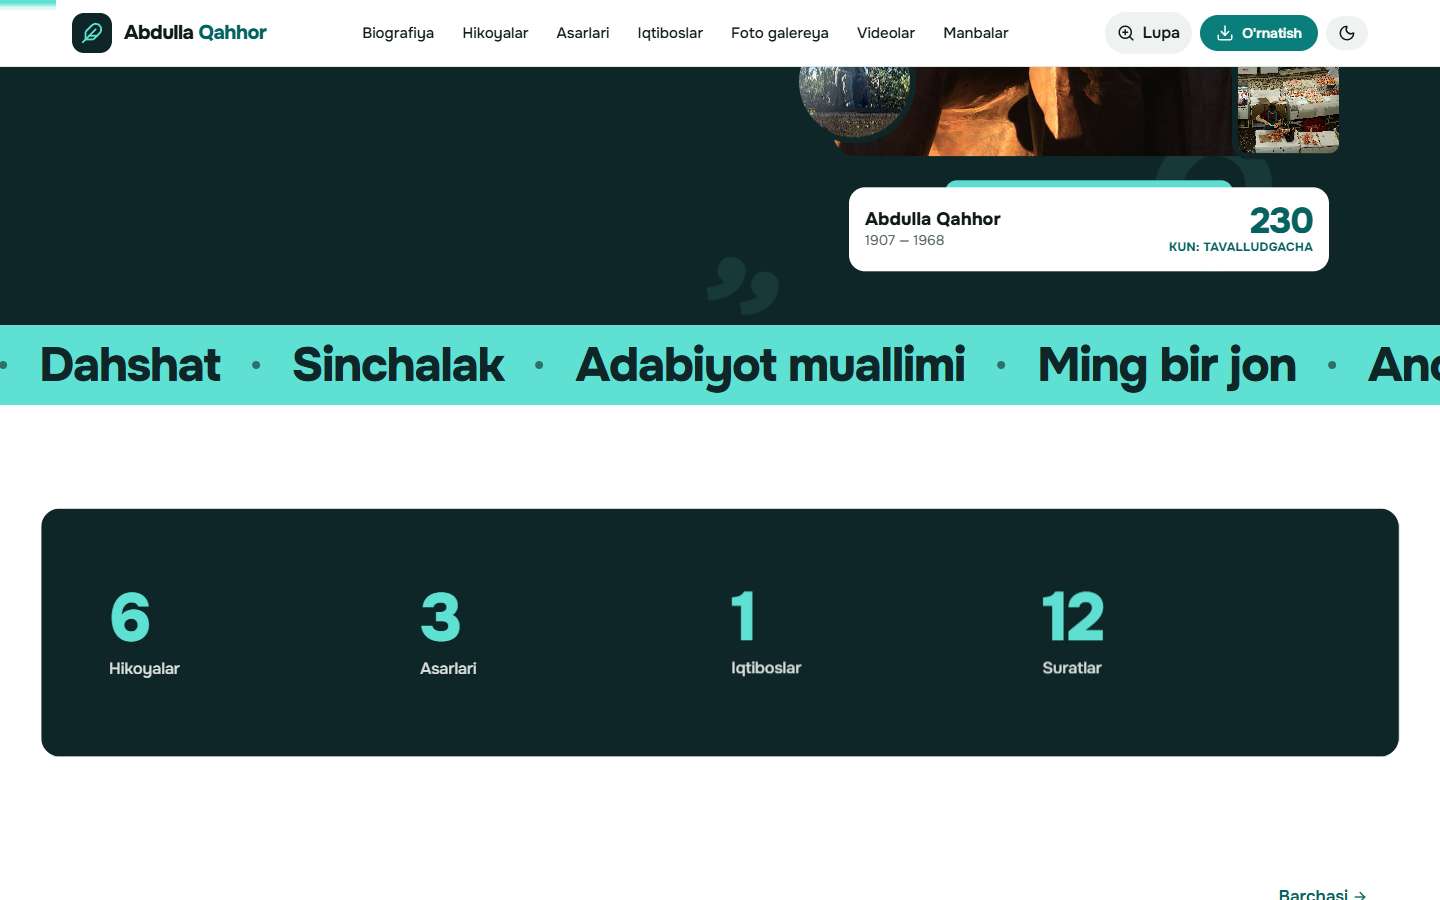 Abdulla Qahhor
Biografiya
Hikoyalar
Asarlari
Iqtiboslar
Foto galereya
Videolar
Manbalar
Lupa
O'rnatish
Abdulla Qahhor
1907 — 1968
230
KUN: TAVALLUDGACHA
Dahshat • Sinchalak • Adabiyot muallimi • Ming bir jon •
6
Hikoyalar
3
Asarlari
1
Iqtiboslar
12
Suratlar
Barchasi →